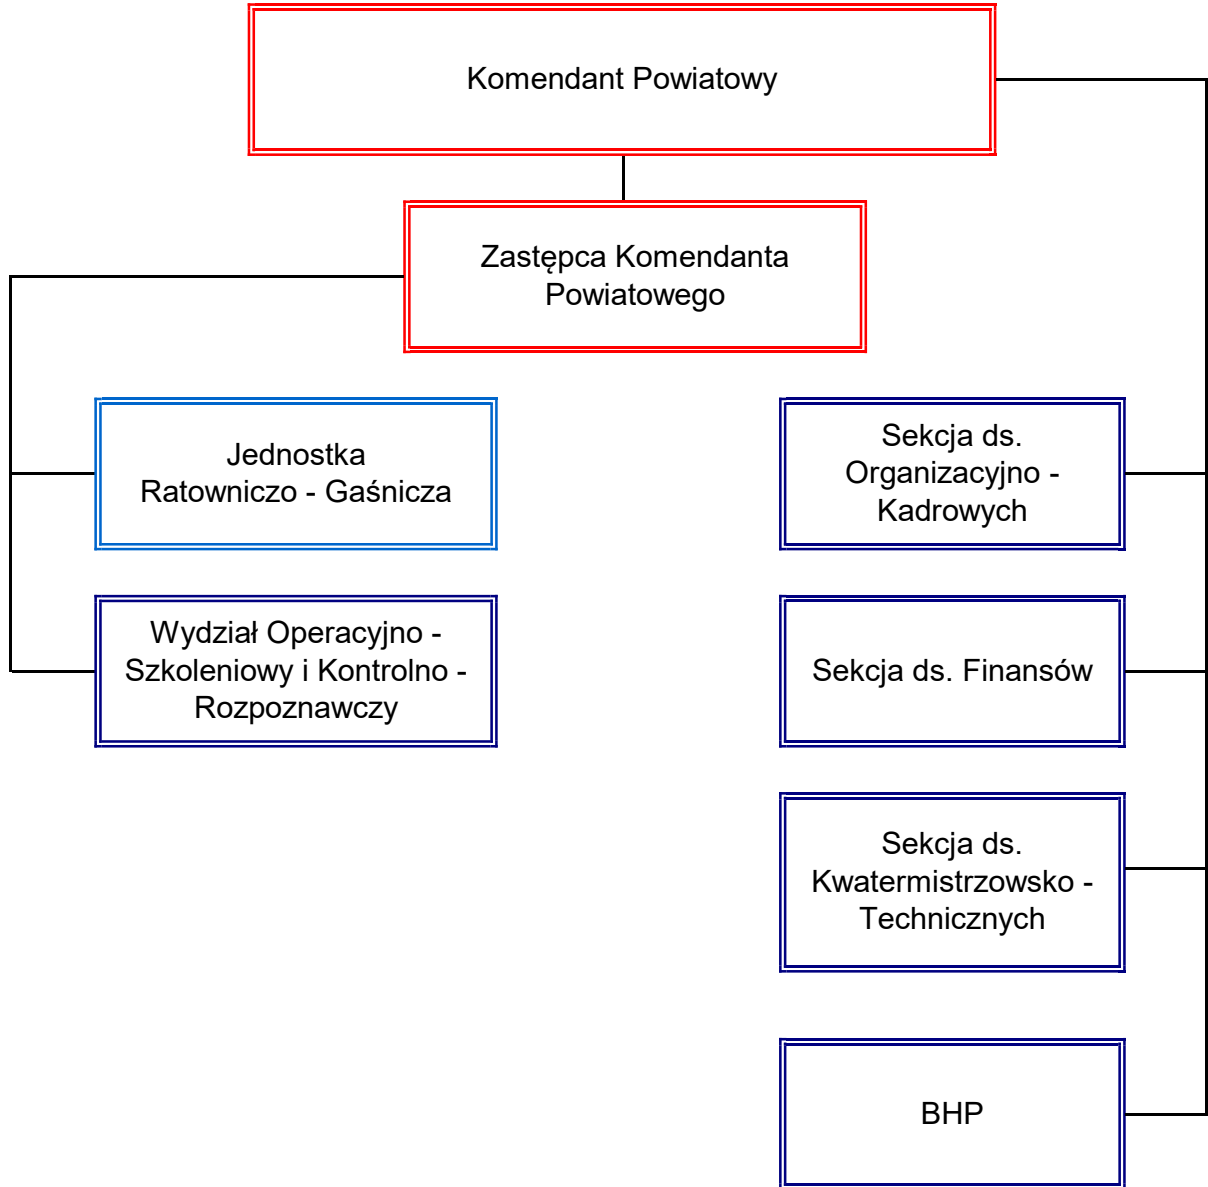 Komendant Powiatowy
Zastępca Komendanta
Powiatowego
Jednostka
Ratowniczo - Gaśnicza
Wydział Operacyjno -
Szkoleniowy i Kontrolno -
Rozpoznawczy
Sekcja ds.
Organizacyjno -
Kadrowych
Sekcja ds. Finansów
Sekcja ds.
Kwatermistrzowsko -
Technicznych
BHP